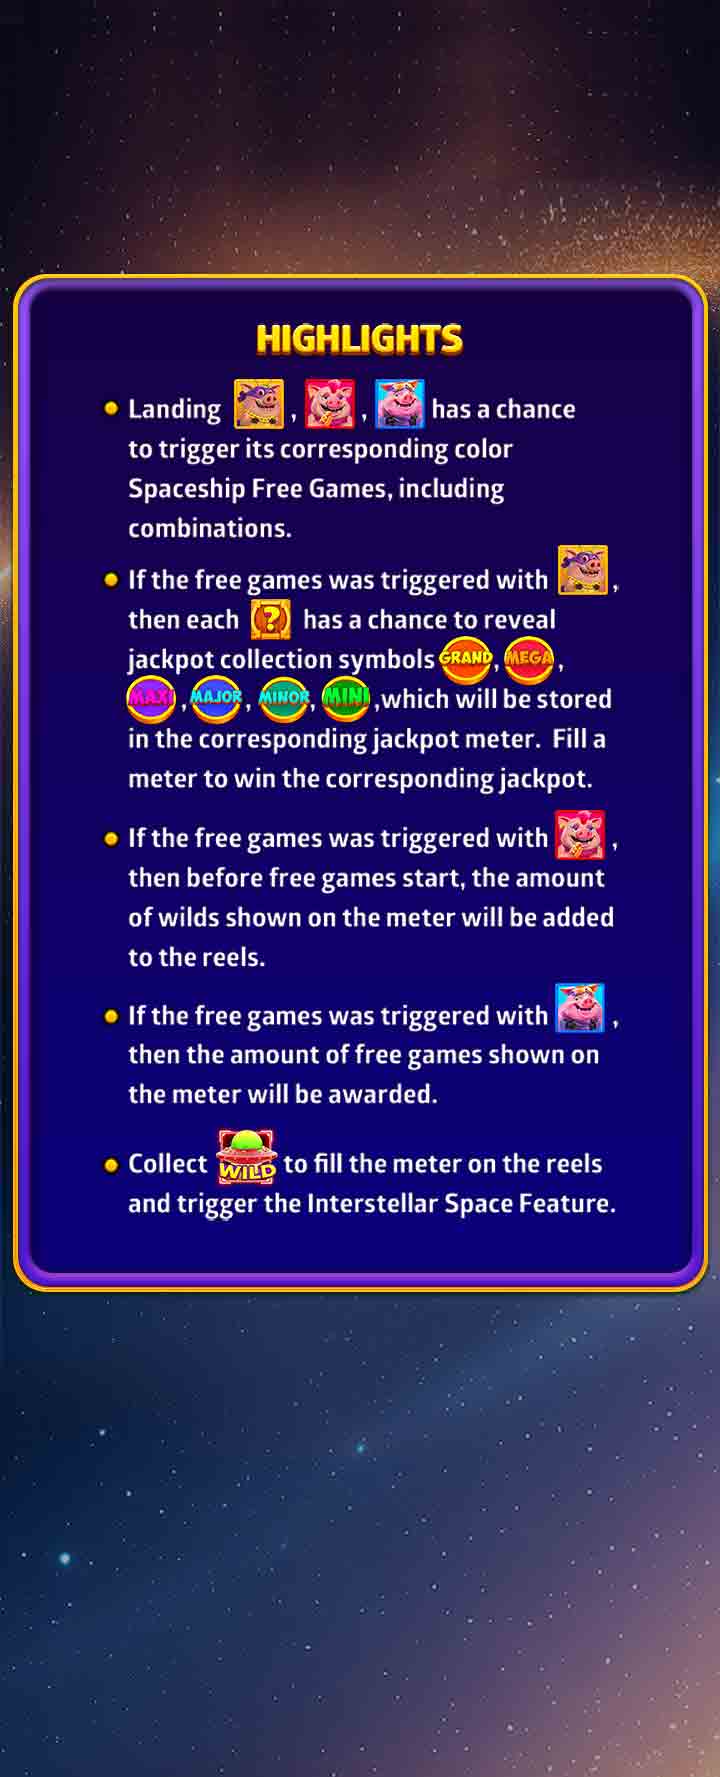 HIGHLIGHTS
Landing , , has a chance
to trigger its corresponding color
Spaceship Free Games, including
combinations.
If the free games was triggered with ,
then each ? has a chance to reveal
jackpot collection symbols GRAND, MEGA,
MAXI, MAJOR, MINOR, MINI ,which will be stored
in the corresponding jackpot meter. Fill a
meter to win the corresponding jackpot.
If the free games was triggered with ,
then before free games start, the amount
of wilds shown on the meter will be added
to the reels.
If the free games was triggered with ,
then the amount of free games shown on
the meter will be awarded.
Collect WILD to fill the meter on the reels
and trigger the Interstellar Space Feature.